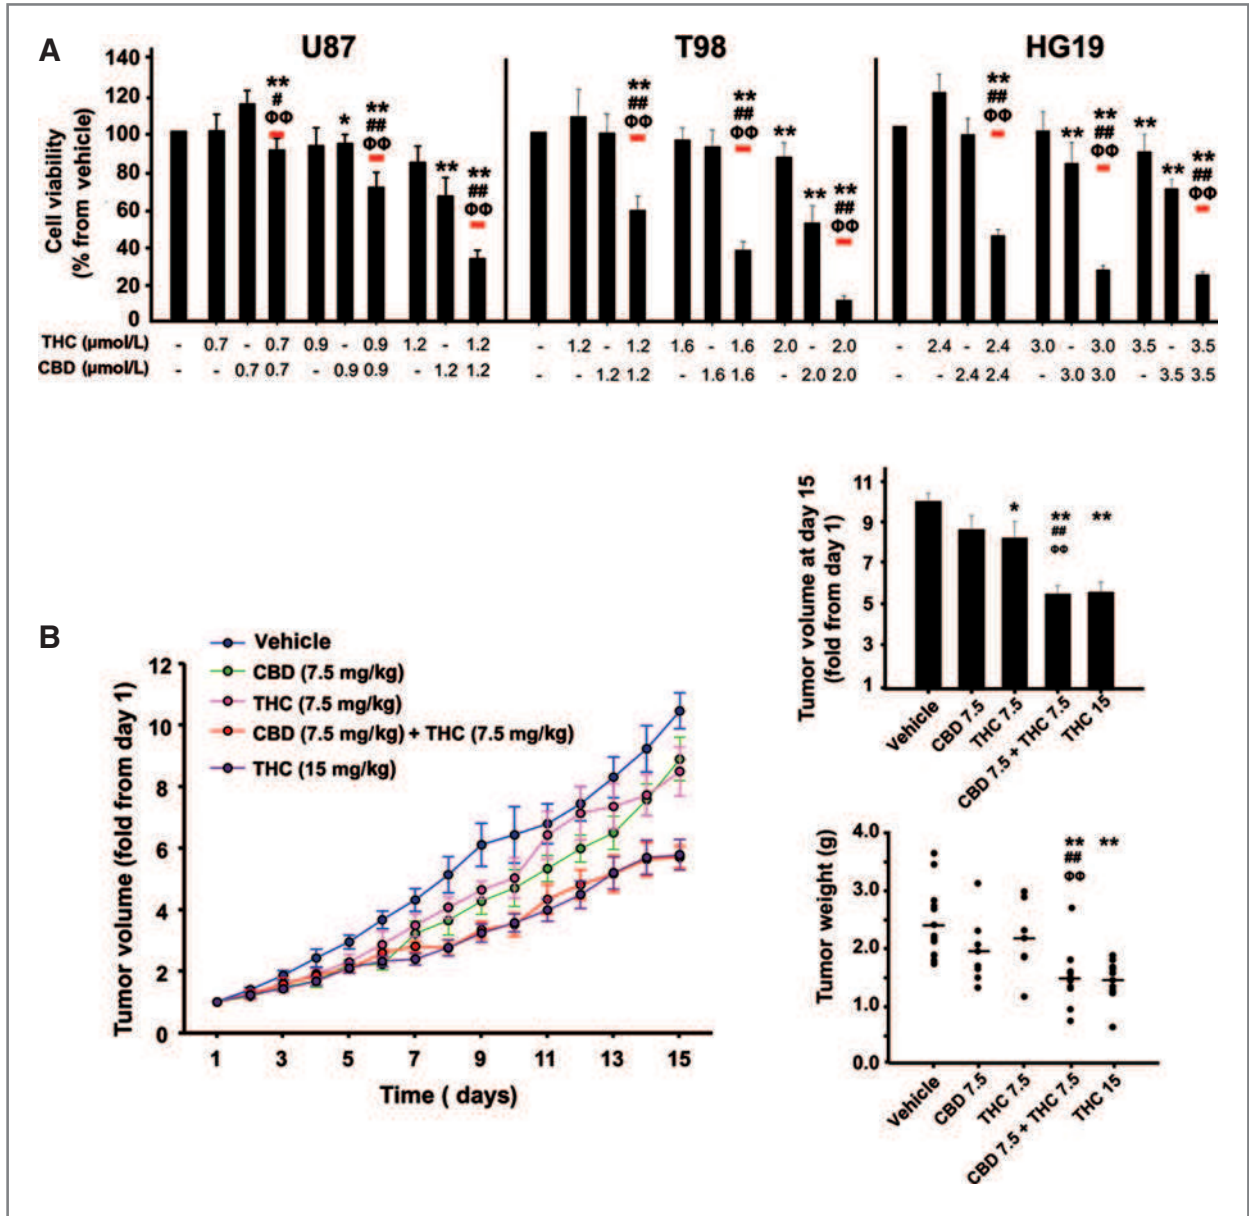 A
U87
T98
HG19
Cell viability
(% from vehicle)
140
120
100
80
60
40
20
0
** # ΦΦ
*
** ## ΦΦ
**
** ## ΦΦ
** ## ΦΦ
** ## ΦΦ
**
**
** ## ΦΦ
** ## ΦΦ
**
** ## ΦΦ
**
**
** ## ΦΦ
THC (µmol/L) - 0.7 - 0.7 0.9 - 0.9 1.2 - 1.2 - 1.2 - 1.2 1.6 - 1.6 2.0 - 2.0 - 2.4 - 2.4 3.0 - 3.0 3.5 - 3.5
CBD (µmol/L) - - 0.7 0.7 - 0.9 0.9 - 1.2 1.2 - - 1.2 1.2 - 1.6 1.6 - 2.0 2.0 - - 2.4 2.4 - 3.0 3.0 - 3.5 3.5
B
Vehicle
CBD (7.5 mg/kg)
THC (7.5 mg/kg)
CBD (7.5 mg/kg) + THC (7.5 mg/kg)
THC (15 mg/kg)
Tumor volume (fold from day 1)
12
10
8
6
4
2
0
1 3 5 7 9 11 13 15
Time ( days)
Tumor volume at day 15
(fold from day 1)
11
9
7
5
3
1
*
** ## ΦΦ
**
Vehicle
CBD 7.5
THC 7.5
CBD 7.5 + THC 7.5
THC 15
Tumor weight (g)
4.0
3.0
2.0
1.0
0.0
** ## ΦΦ
**
Vehicle
CBD 7.5
THC 7.5
CBD 7.5 + THC 7.5
THC 15